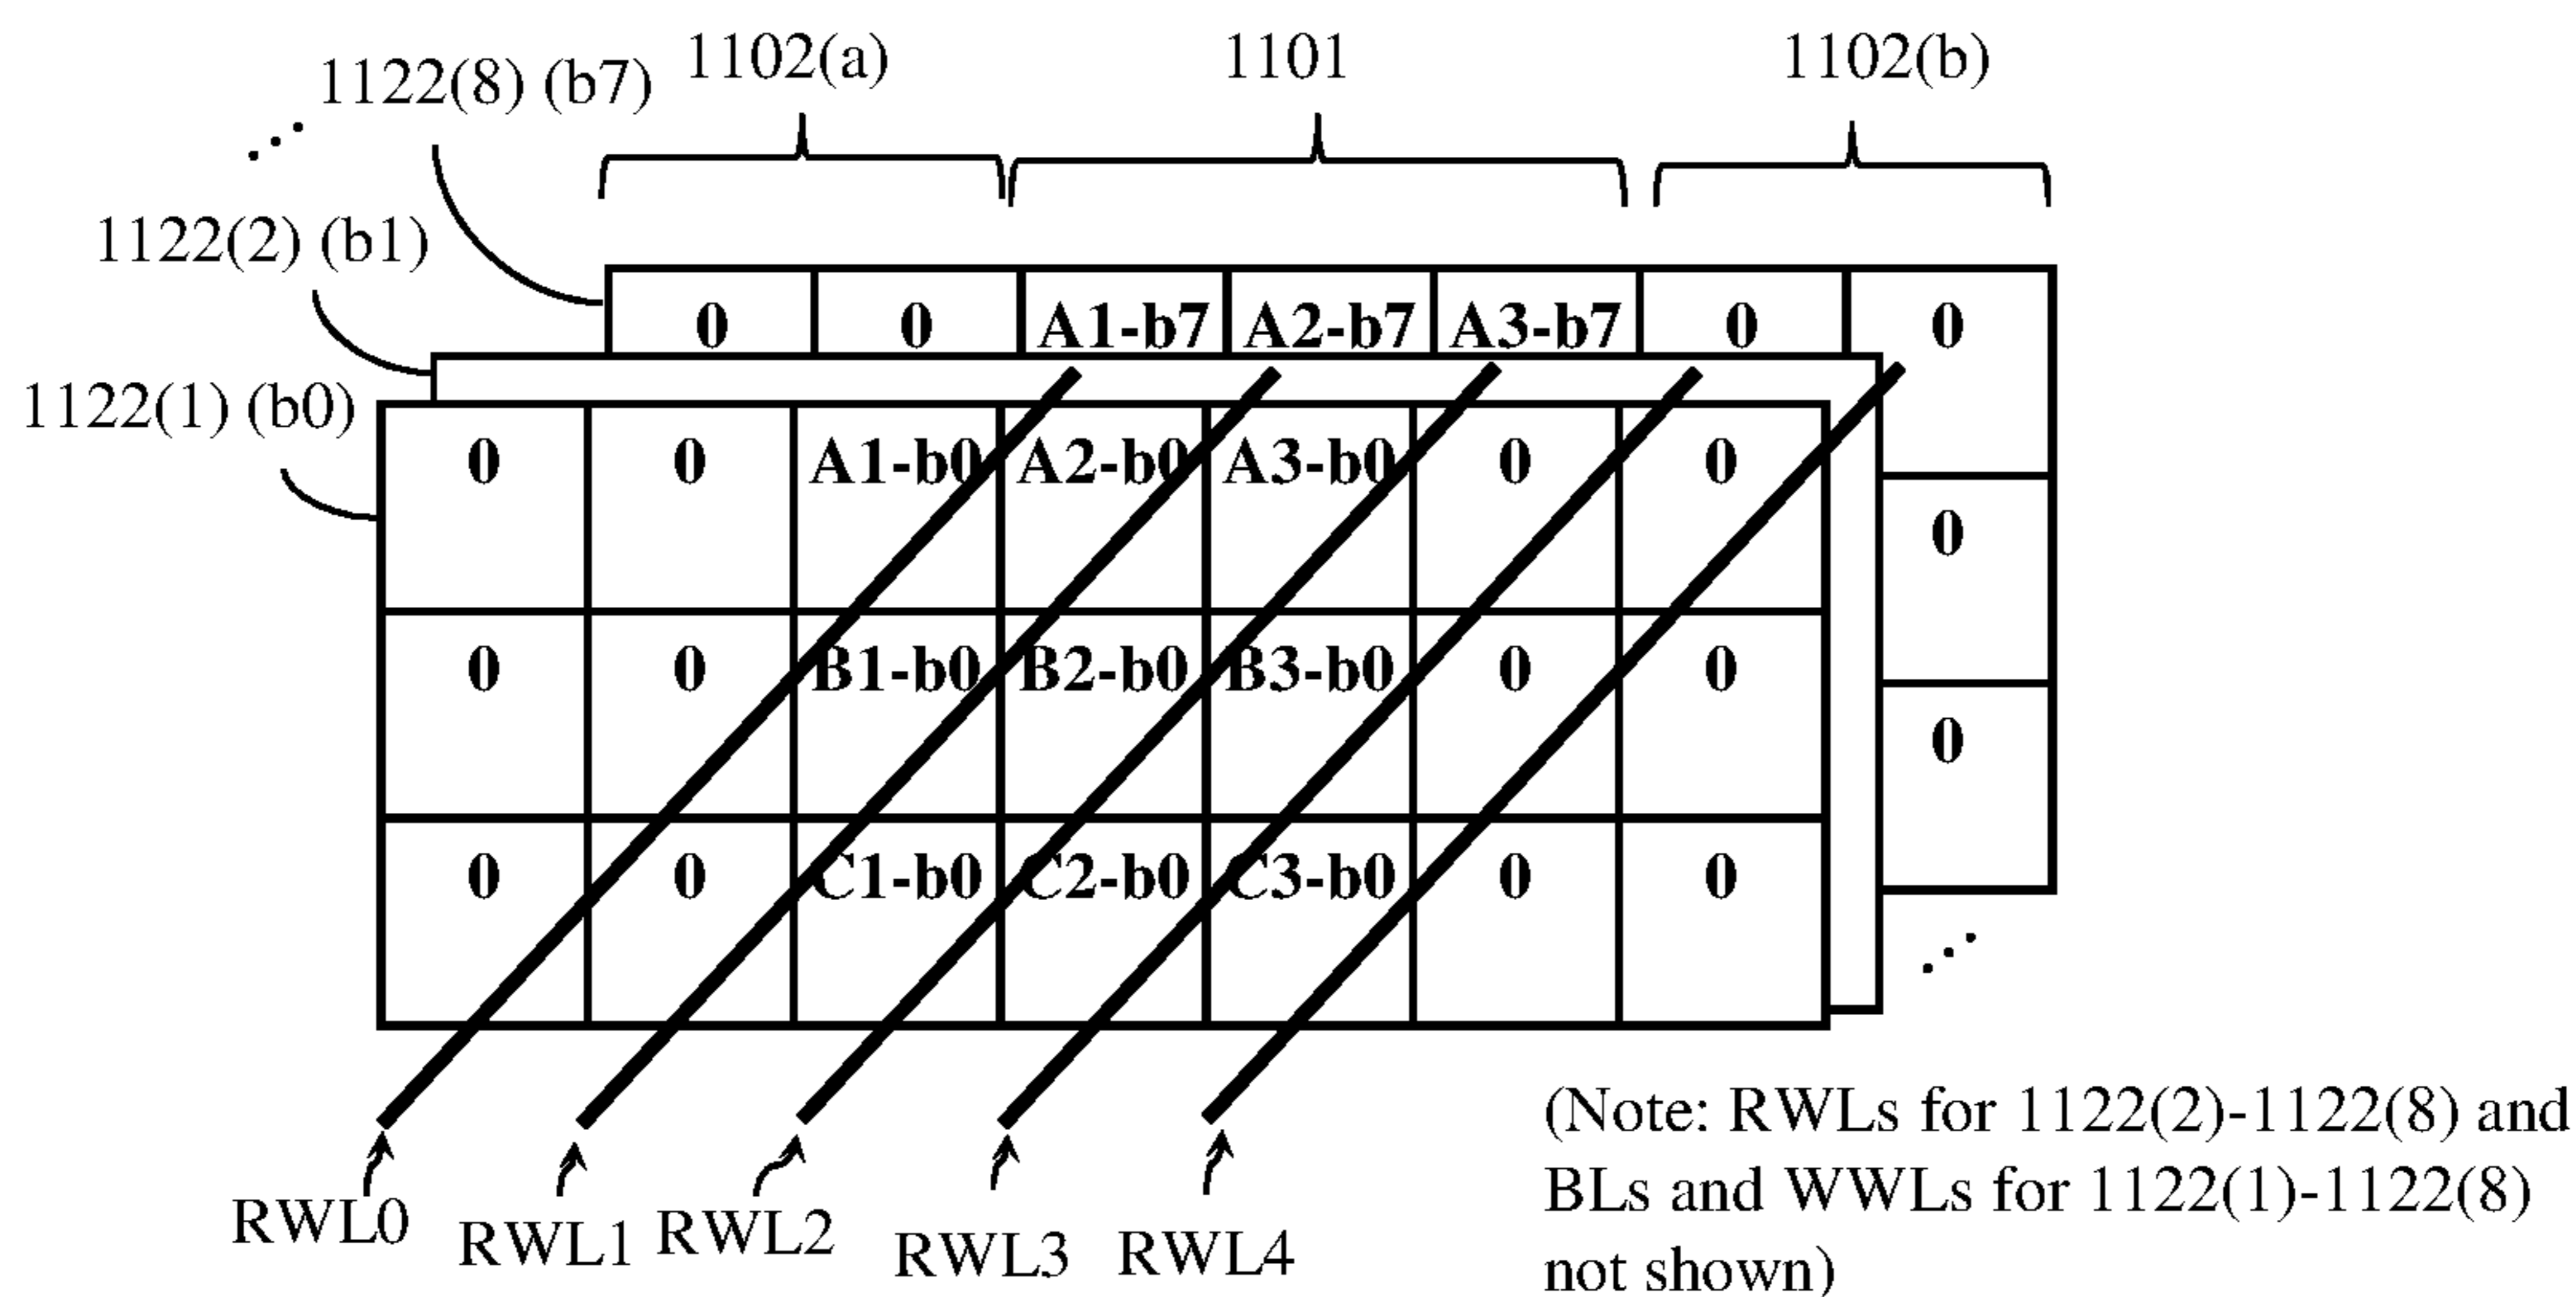 1102(a) 1101 1102(b)
1122(8) (b7)
1122(2) (b1)
1122(1) (b0)
0 0 A1-b7 A2-b7 A3-b7 0 0
0
0
0 0 A1-b0 A2-b0 A3-b0 0 0
0 0 B1-b0 B2-b0 B3-b0 0 0
0 0 C1-b0 C2-b0 C3-b0 0 0
RWL0 RWL1 RWL2 RWL3 RWL4
(Note: RWLs for 1122(2)-1122(8) and
BLs and WWLs for 1122(1)-1122(8)
not shown)